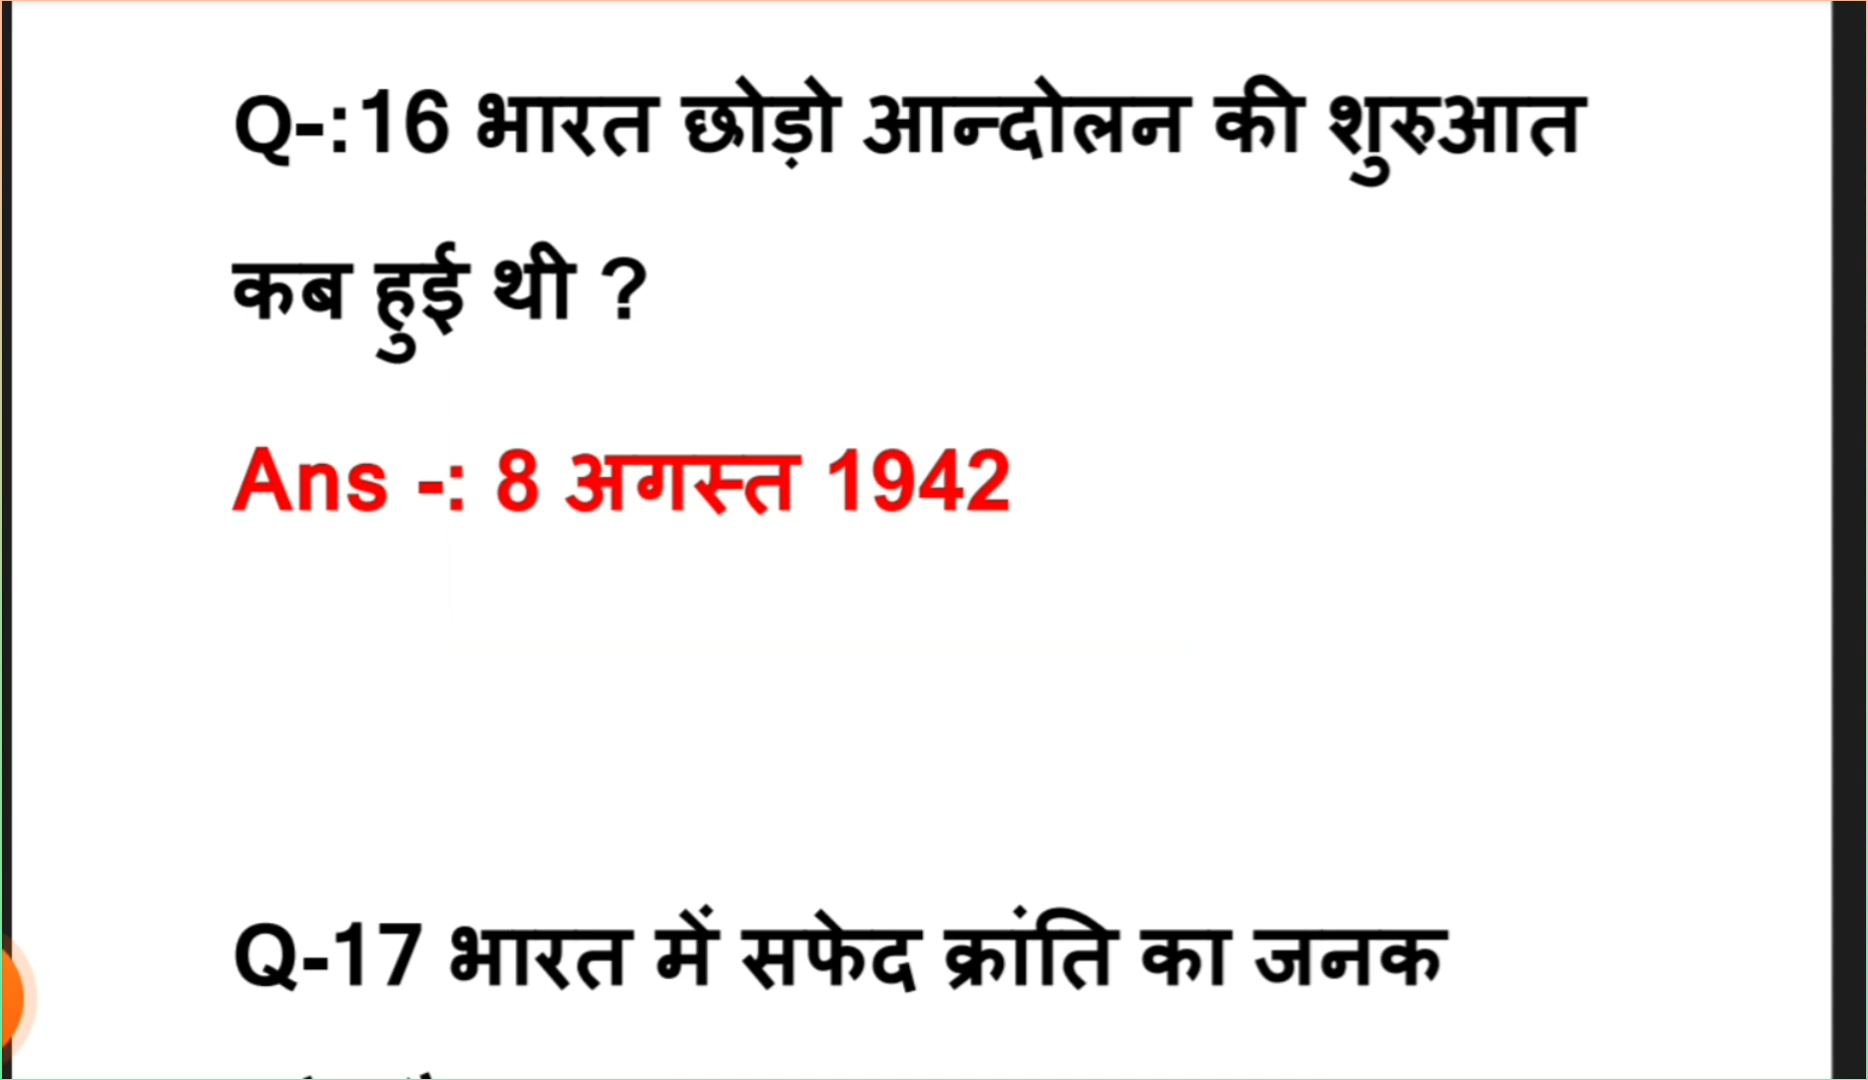 Q-:16 भारत छोड़ो आन्दोलन की शुरुआत
कब हुई थी ?
Ans -: 8 अगस्त 1942
Q-17 भारत में सफेद क्रांति का जनक